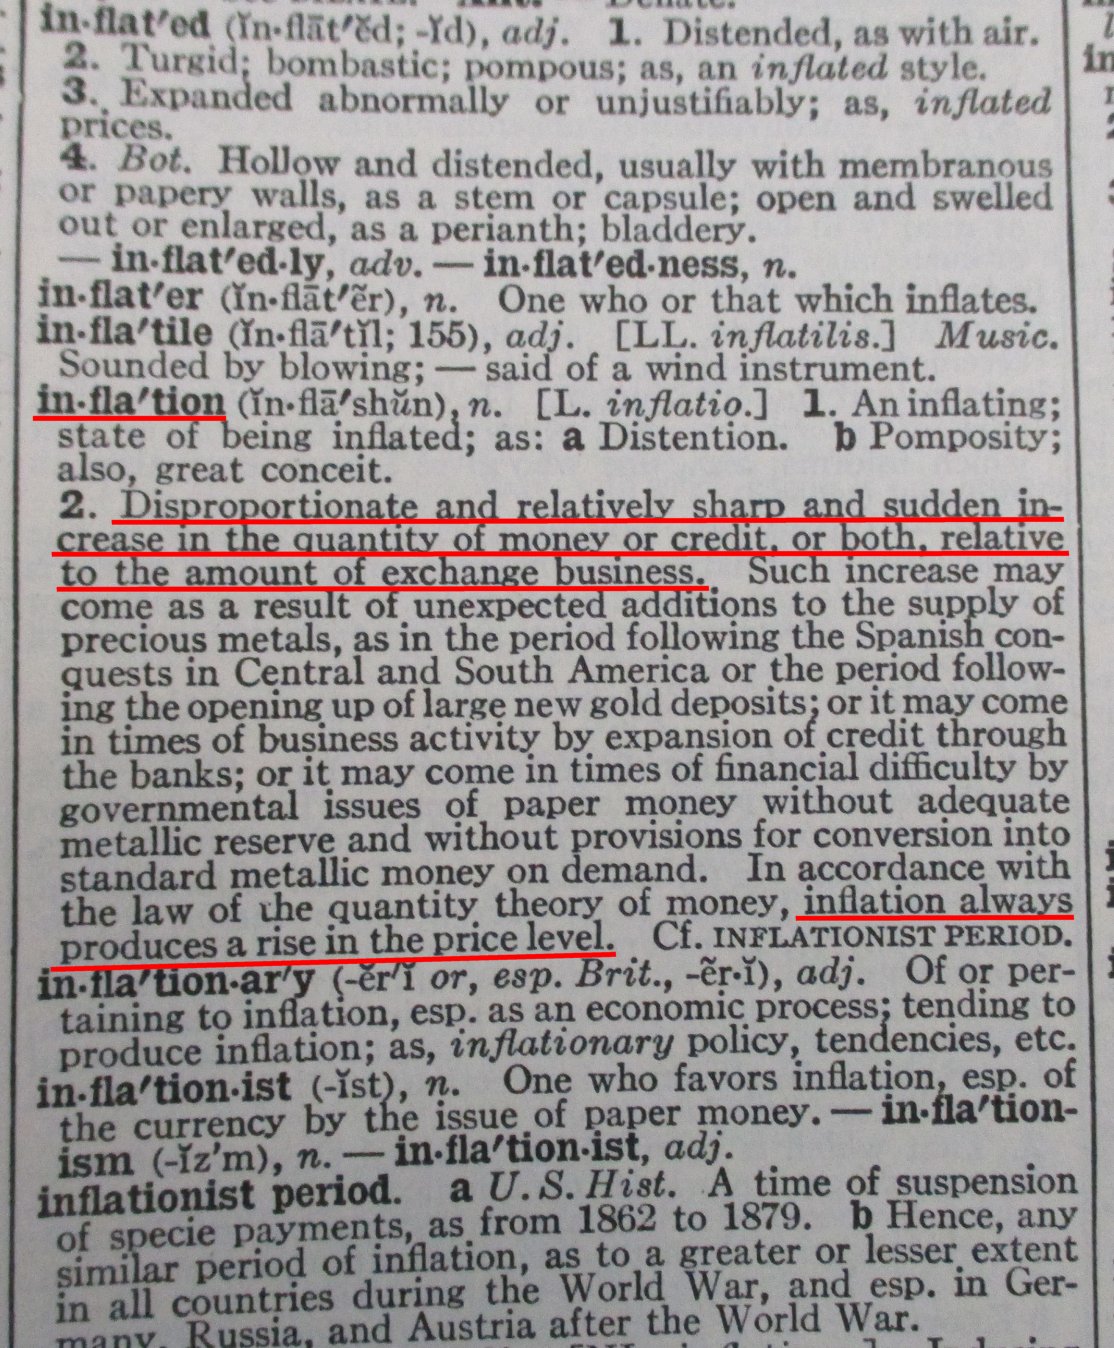 in·flat′ed (ĭn·flāt′ĕd; -ĭd), adj. 1. Distended, as with air.
2. Turgid; bombastic; pompous; as, an inflated style.
3. Expanded abnormally or unjustifiably; as, inflated
prices.
4. Bot. Hollow and distended, usually with membranous
or papery walls, as a stem or capsule; open and swelled
out or enlarged, as a perianth; bladdery.
— in·flat′ed·ly, adv. — in·flat′ed·ness, n.
in·flat′er (ĭn·flāt′ẽr), n. One who or that which inflates.
in·fla′tile (ĭn·flā′tĭl; 155), adj. [LL. inflatilis.] Music.
Sounded by blowing; — said of a wind instrument.
in·fla′tion (ĭn·flā′shŭn), n. [L. inflatio.] 1. An inflating;
state of being inflated; as: a Distention. b Pomposity;
also, great conceit.
2. Disproportionate and relatively sharp and sudden in-
crease in the quantity of money or credit, or both, relative
to the amount of exchange business. Such increase may
come as a result of unexpected additions to the supply of
precious metals, as in the period following the Spanish con-
quests in Central and South America or the period follow-
ing the opening up of large new gold deposits; or it may come
in times of business activity by expansion of credit through
the banks; or it may come in times of financial difficulty by
governmental issues of paper money without adequate
metallic reserve and without provisions for conversion into
standard metallic money on demand. In accordance with
the law of the quantity theory of money, inflation always
produces a rise in the price level. Cf. INFLATIONIST PERIOD.
in·fla′tion·ar′y (-ĕr′ĭ or, esp. Brit., -ẽr·ĭ), adj. Of or per-
taining to inflation, esp. as an economic process; tending to
produce inflation; as, inflationary policy, tendencies, etc.
in·fla′tion·ist (-ĭst), n. One who favors inflation, esp. of
the currency by the issue of paper money. — in·fla′tion-
ism (-ĭz'm), n. — in·fla′tion·ist, adj.
inflationist period. a U. S. Hist. A time of suspension
of specie payments, as from 1862 to 1879. b Hence, any
similar period of inflation, as to a greater or lesser extent
in all countries during the World War, and esp. in Ger-
many, Russia, and Austria after the World War.